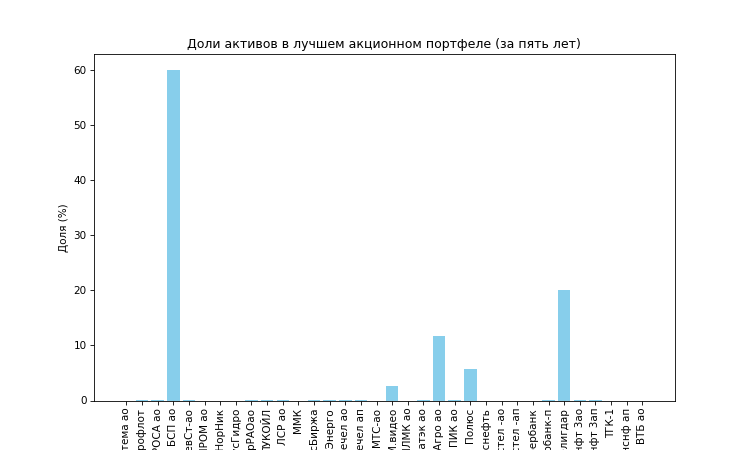 Доли активов в лучшем акционном портфеле (за пять лет)
Доля (%)
60
50
40
30
20
10
0
тема ао
рофлот
РОСА ао
БСП ао
евСт-ао
ПРОМ ао
НорНик
сГидро
рРАОао
ЛУКОЙЛ
ЛСР ао
ММК
сБиржа
Энерго
ечел ао
ечел ап
МТС-ао
М.видео
ЛМК ао
атэк ао
Агро ао
ПИК ао
Полюс
снефть
стел -ао
стел -ап
ербанк
рбанк-п
лигдар
нфт 3ао
нфт 3ап
ТГК-1
нснф ап
ВТБ ао